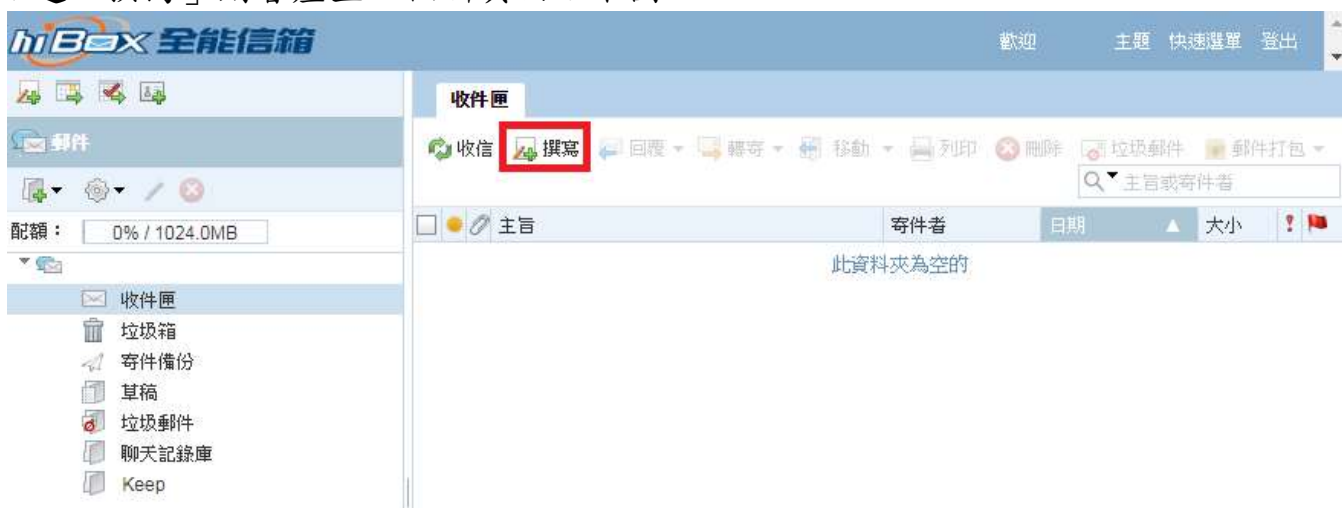 hiBox 全能信箱
歡迎 主題 快速選單 登出
收件匣
郵件
收信 撰寫 回覆 轉寄 移動 列印 刪除 垃圾郵件 郵件打包
主旨或寄件者
配額： 0% / 1024.0MB
主旨 寄件者 日期 大小
此資料夾為空的
收件匣
垃圾箱
寄件備份
草稿
垃圾郵件
聊天記錄庫
Keep